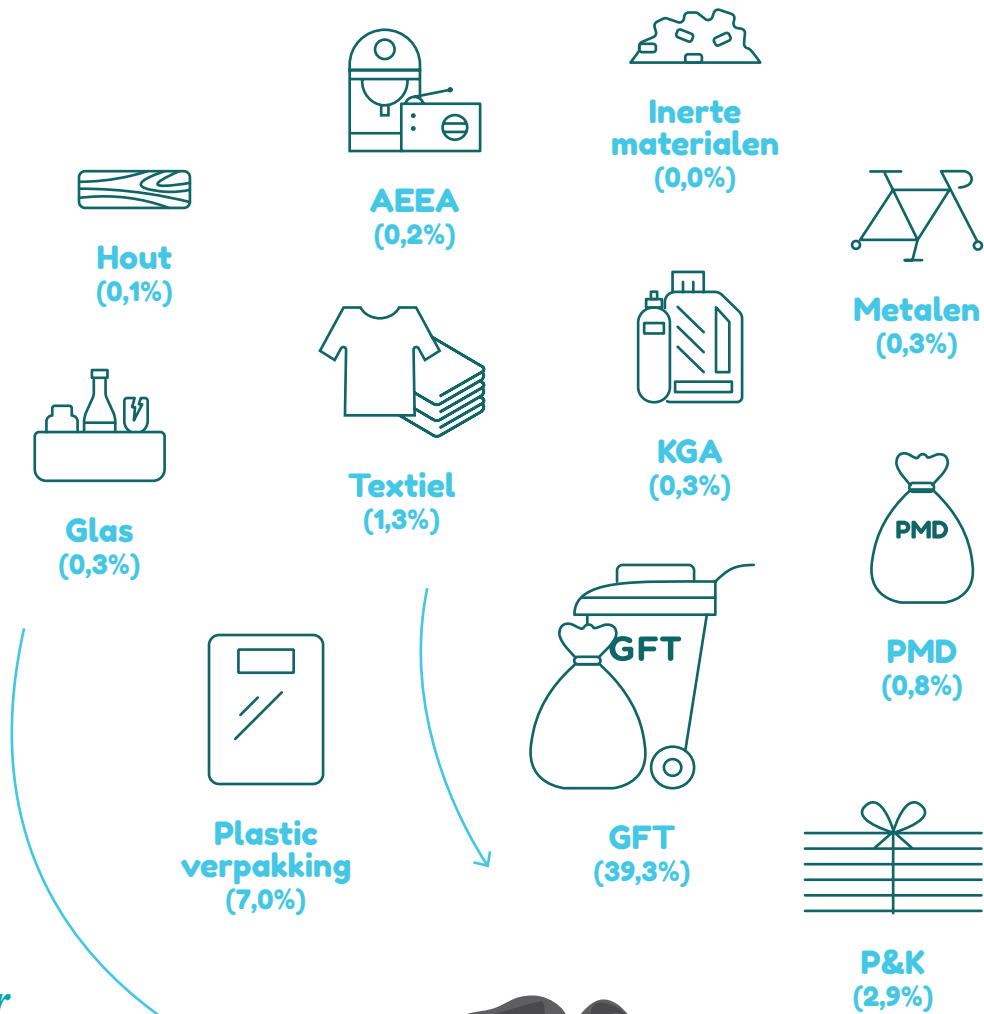 Inerte
materialen
(0,0%)
AEEA
(0,2%)
Hout
(0,1%)
Metalen
(0,3%)
KGA
(0,3%)
Textiel
(1,3%)
Glas
(0,3%)
PMD
PMD
(0,8%)
GFT
GFT
(39,3%)
Plastic
verpakking
(7,0%)
P&K
(2,9%)